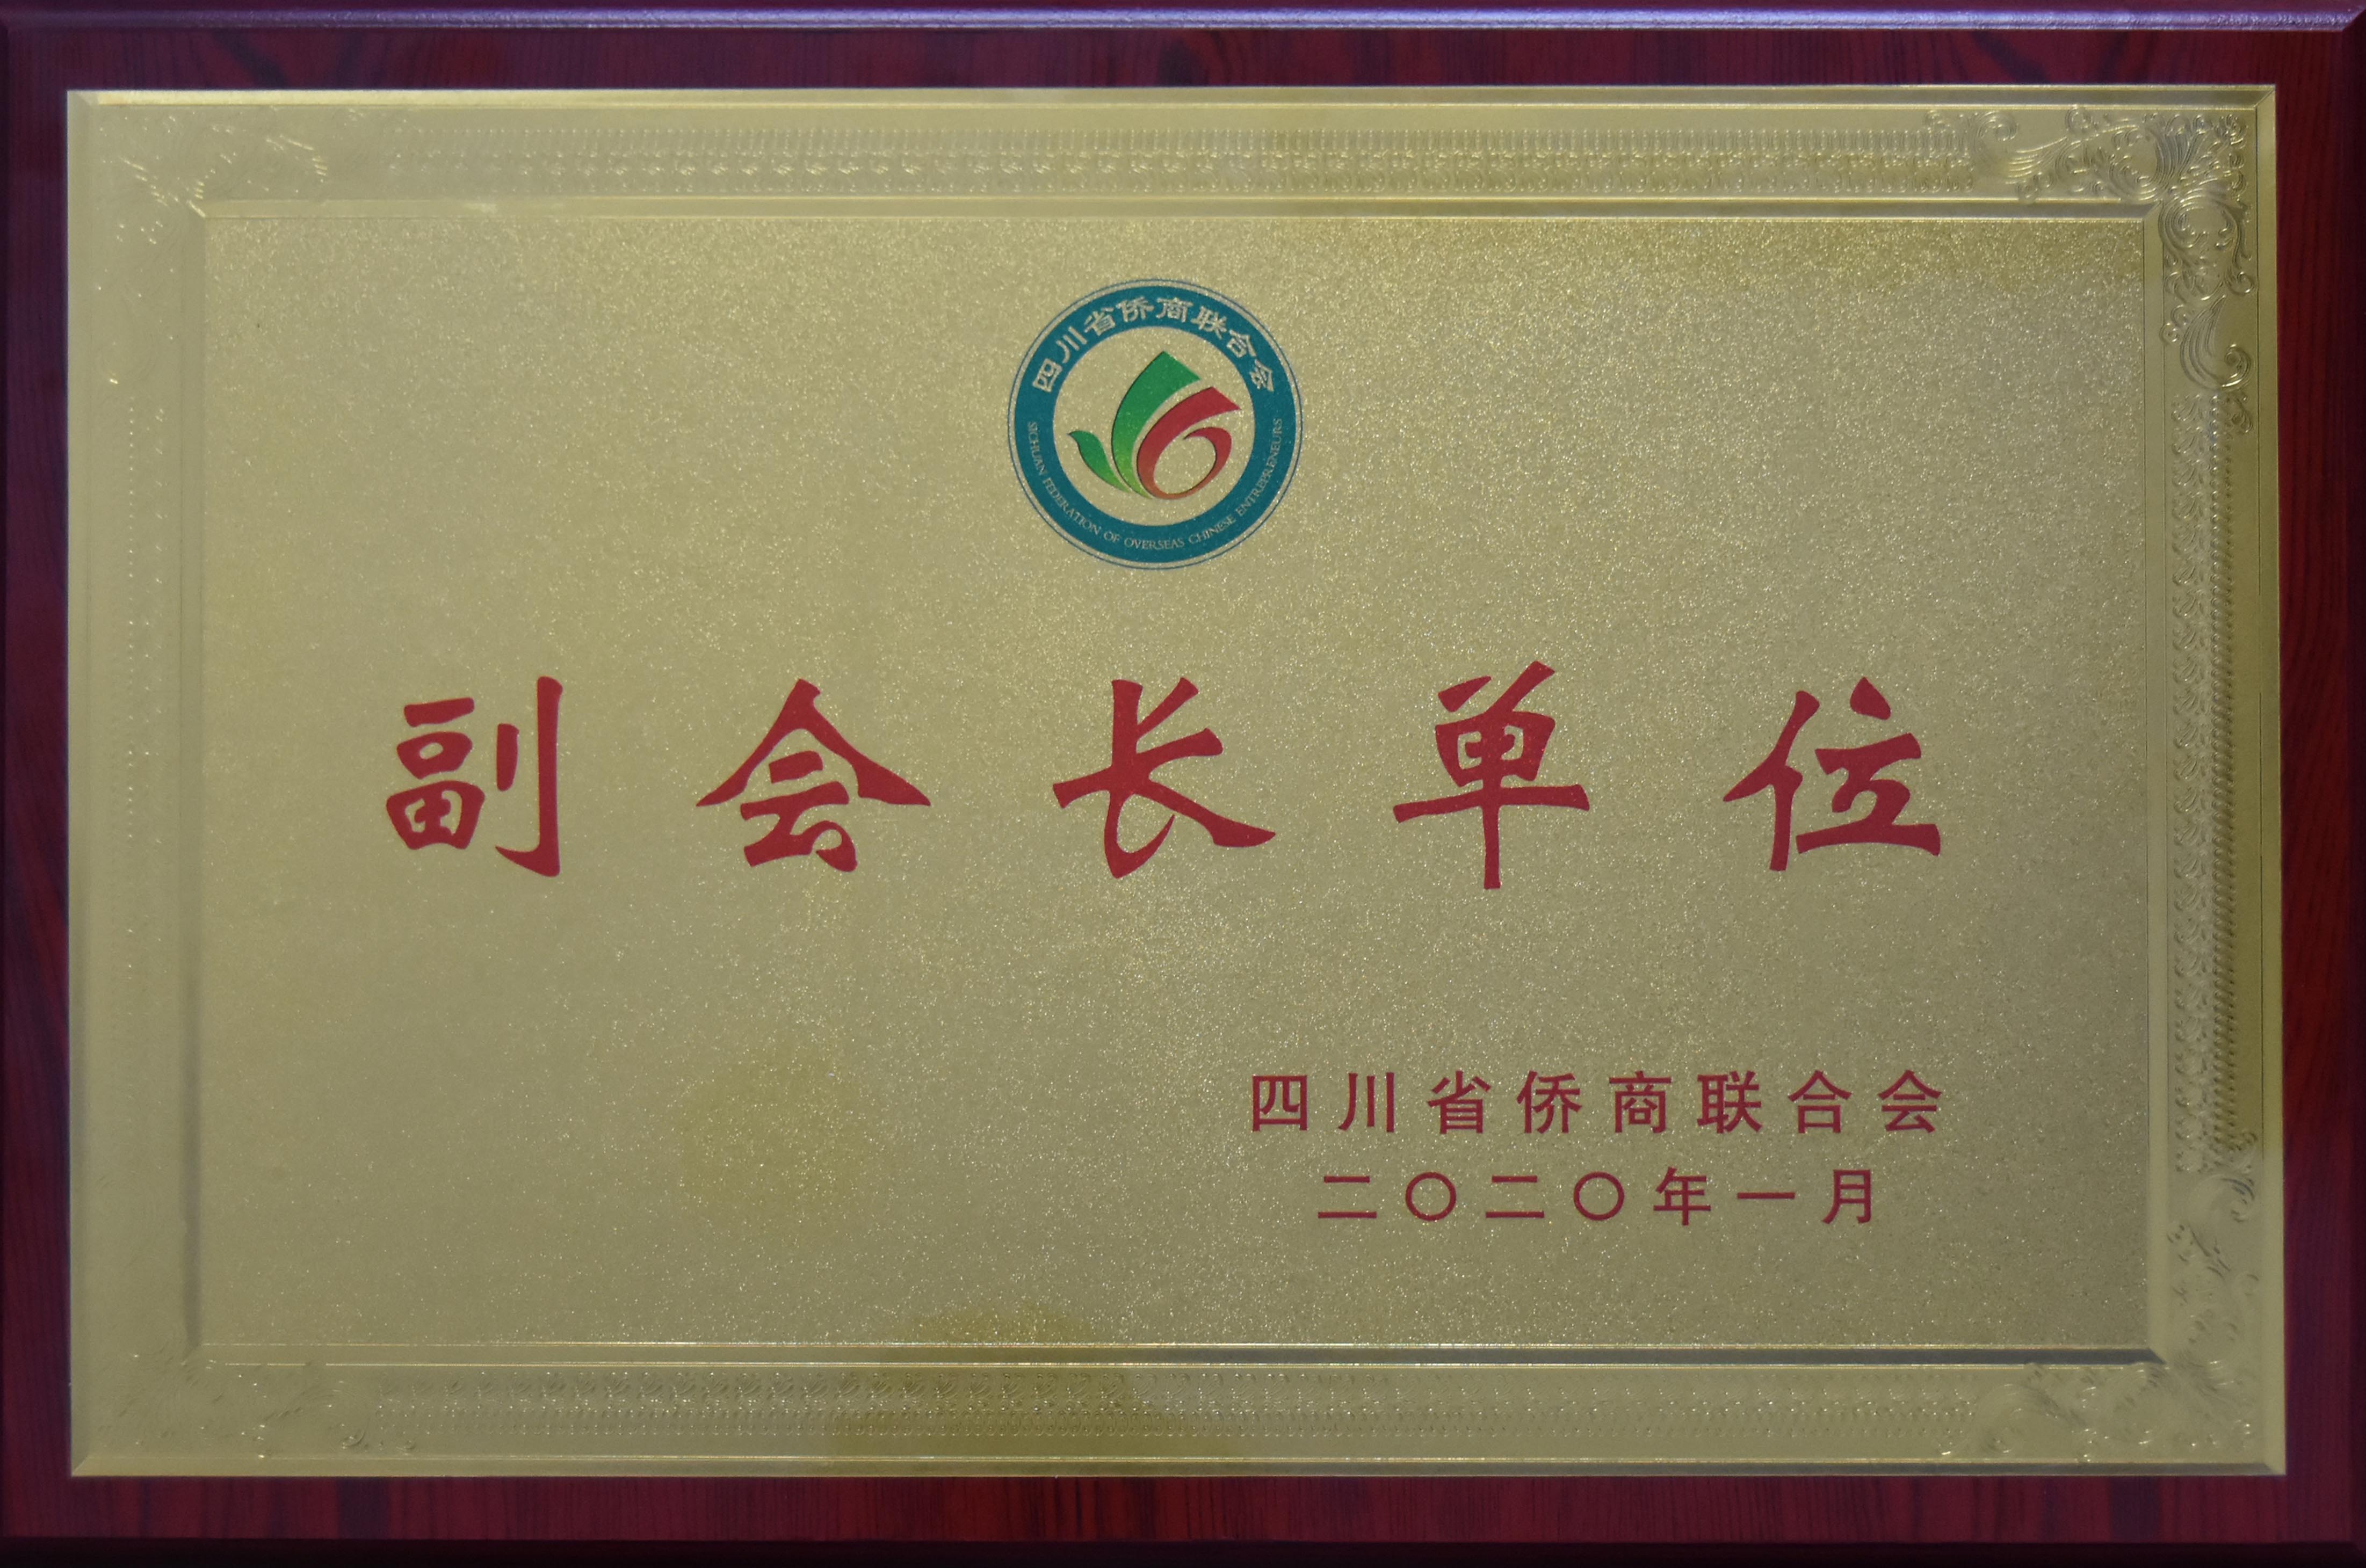 四川省侨商联合会
SICHUAN FEDERATION OF OVERSEAS CHINESE ENTREPRENEURS
副会长单位
四川省侨商联合会
二〇二〇年一月